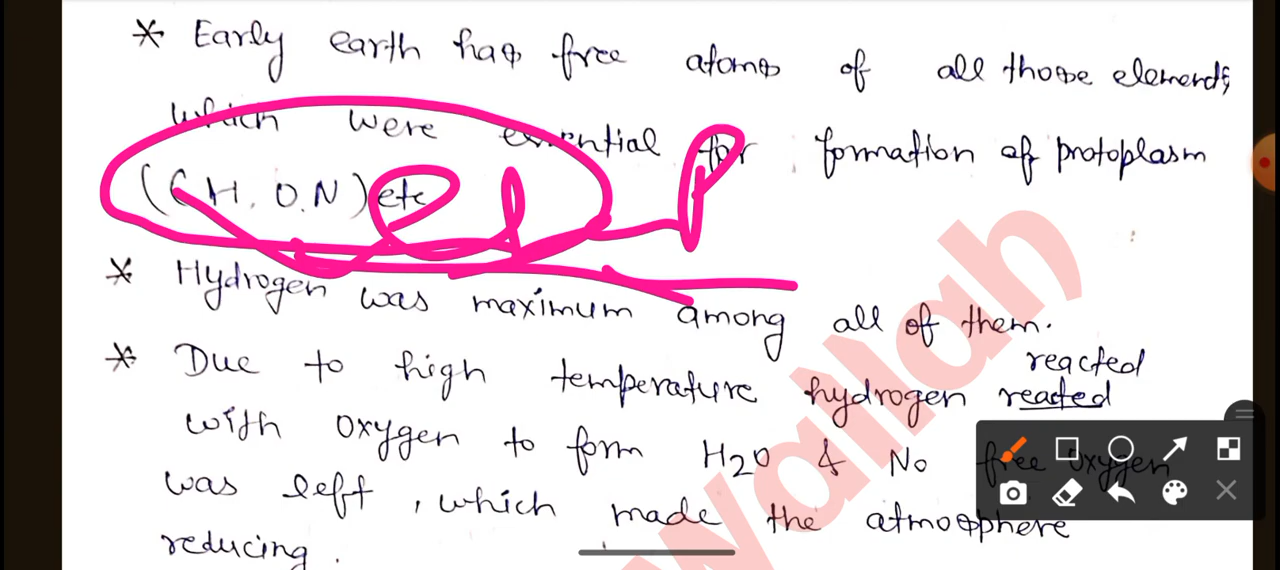 * Early earth has free atoms of all those elements,
which were essential for formation of protoplasm
(C H, O.N) etc
* Hydrogen was maximum among all of them.
reacted
* Due to high temperature hydrogen reacted
with oxygen to form H2O & No free oxygen
was left, which made the atmosphere
reducing.
wallah